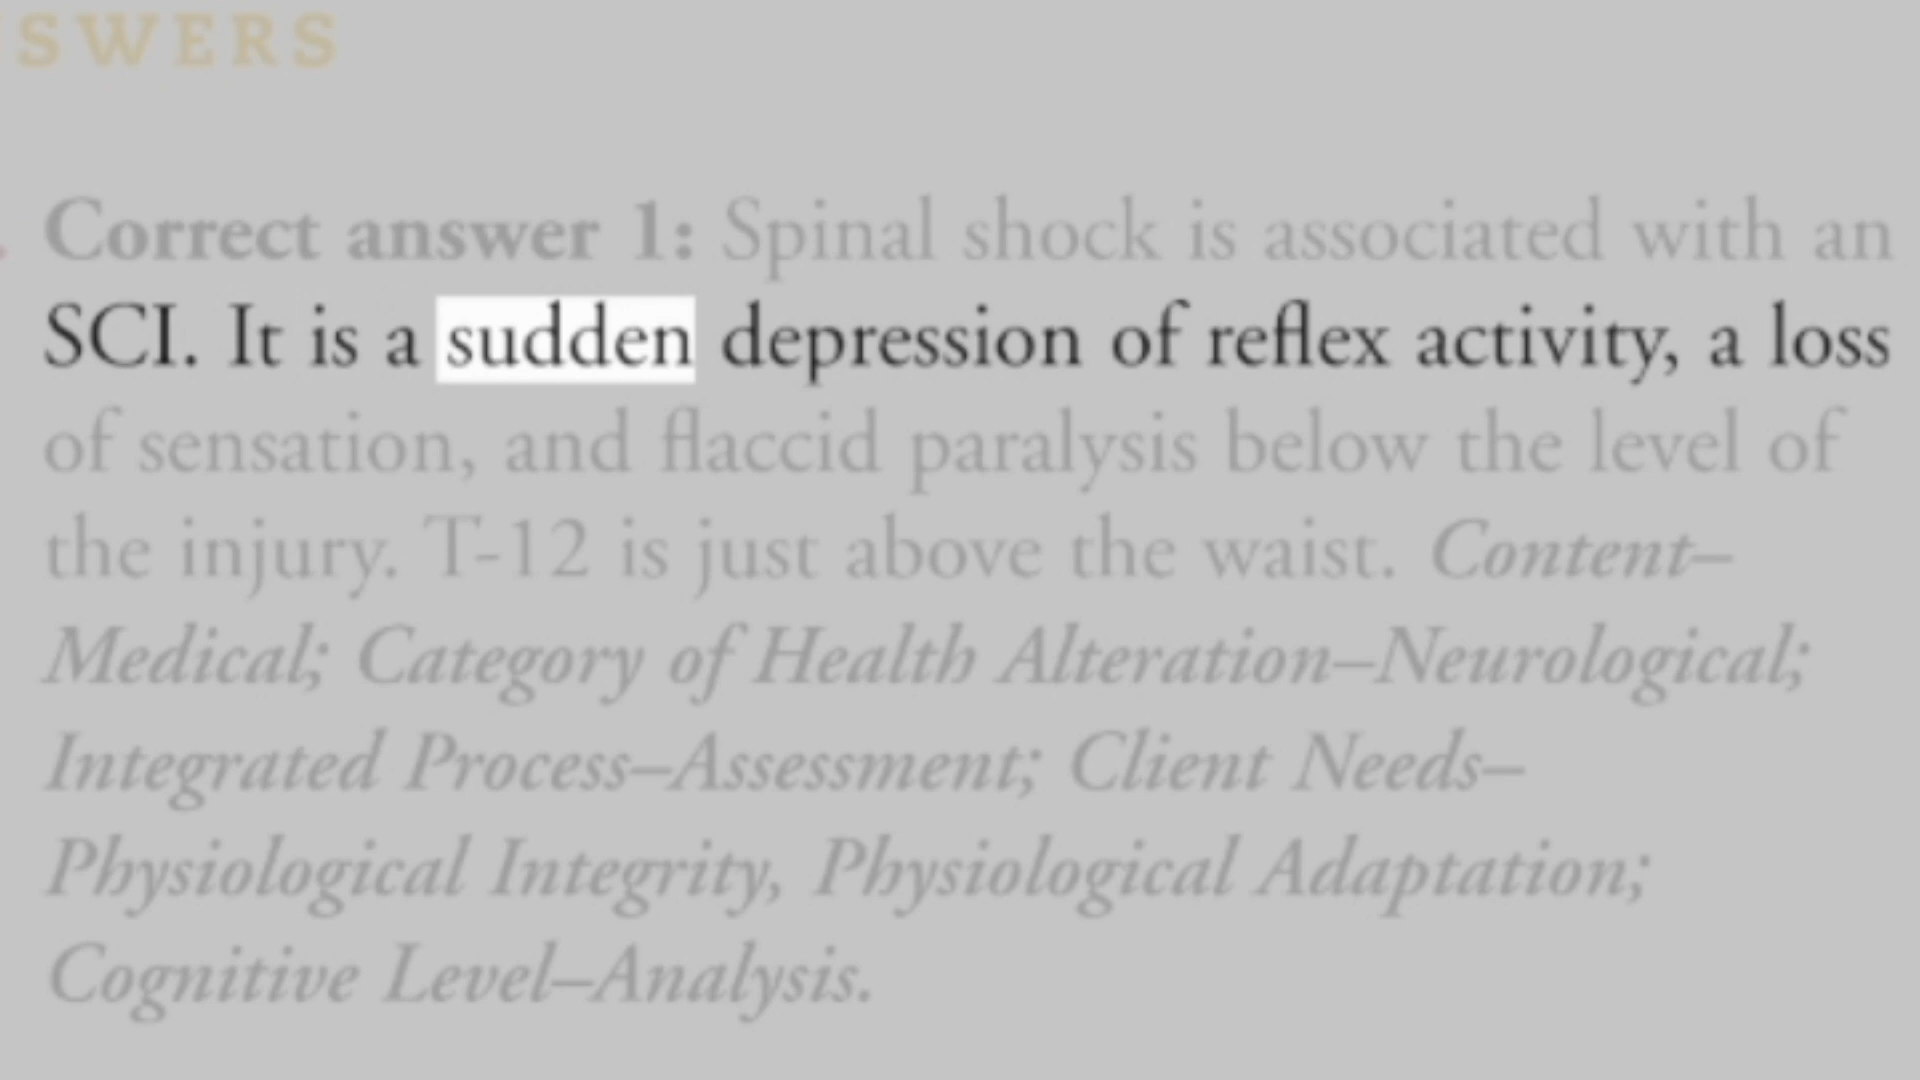 SWERS
Correct answer 1: Spinal shock is associated with an
SCI. It is a sudden depression of reflex activity, a loss
of sensation, and flaccid paralysis below the level of
the injury. T-12 is just above the waist. Content–
Medical; Category of Health Alteration–Neurological;
Integrated Process–Assessment; Client Needs–
Physiological Integrity, Physiological Adaptation;
Cognitive Level–Analysis.